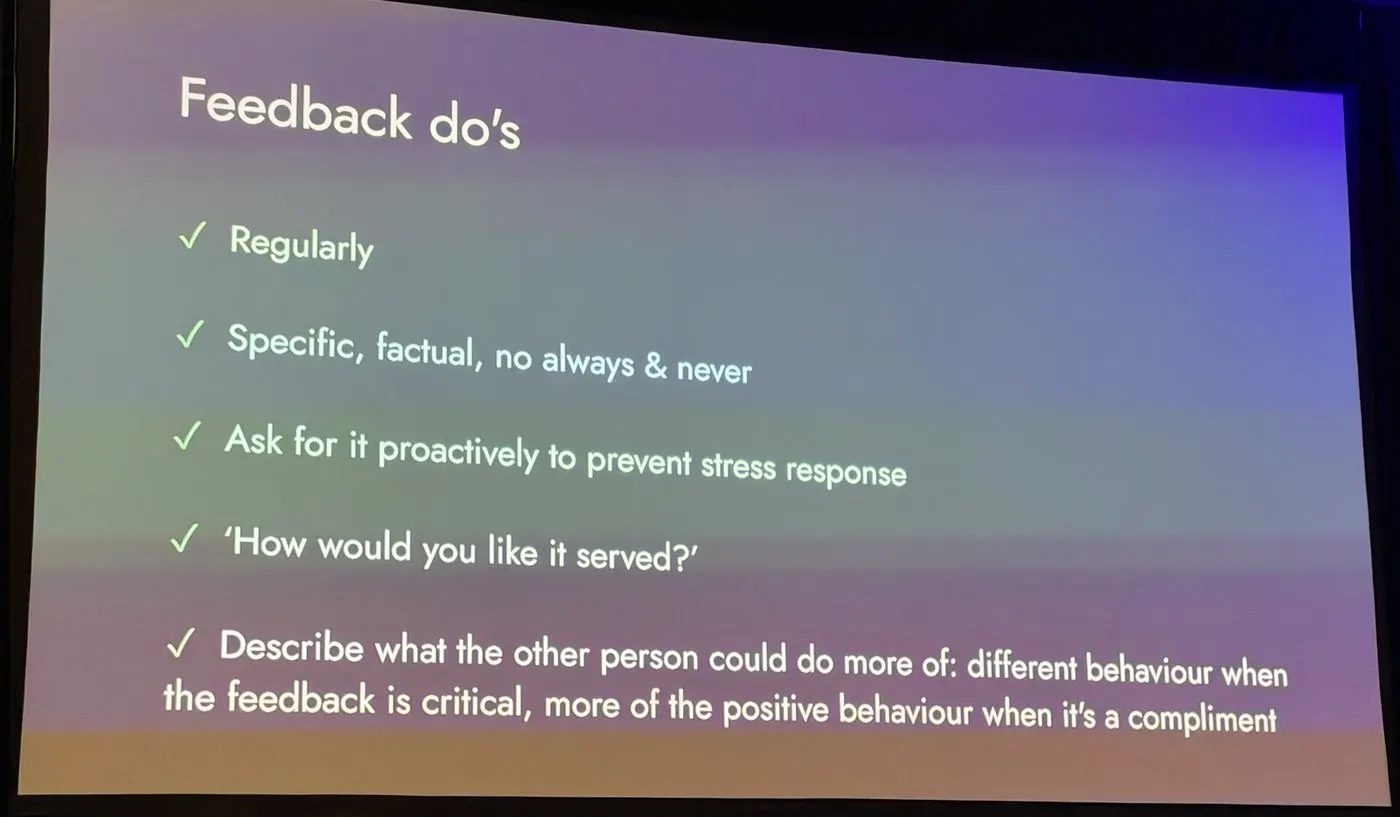 Feedback do's
✓ Regularly
✓ Specific, factual, no always & never
✓ Ask for it proactively to prevent stress response
✓ 'How would you like it served?'
✓ Describe what the other person could do more of: different behaviour when
the feedback is critical, more of the positive behaviour when it's a compliment